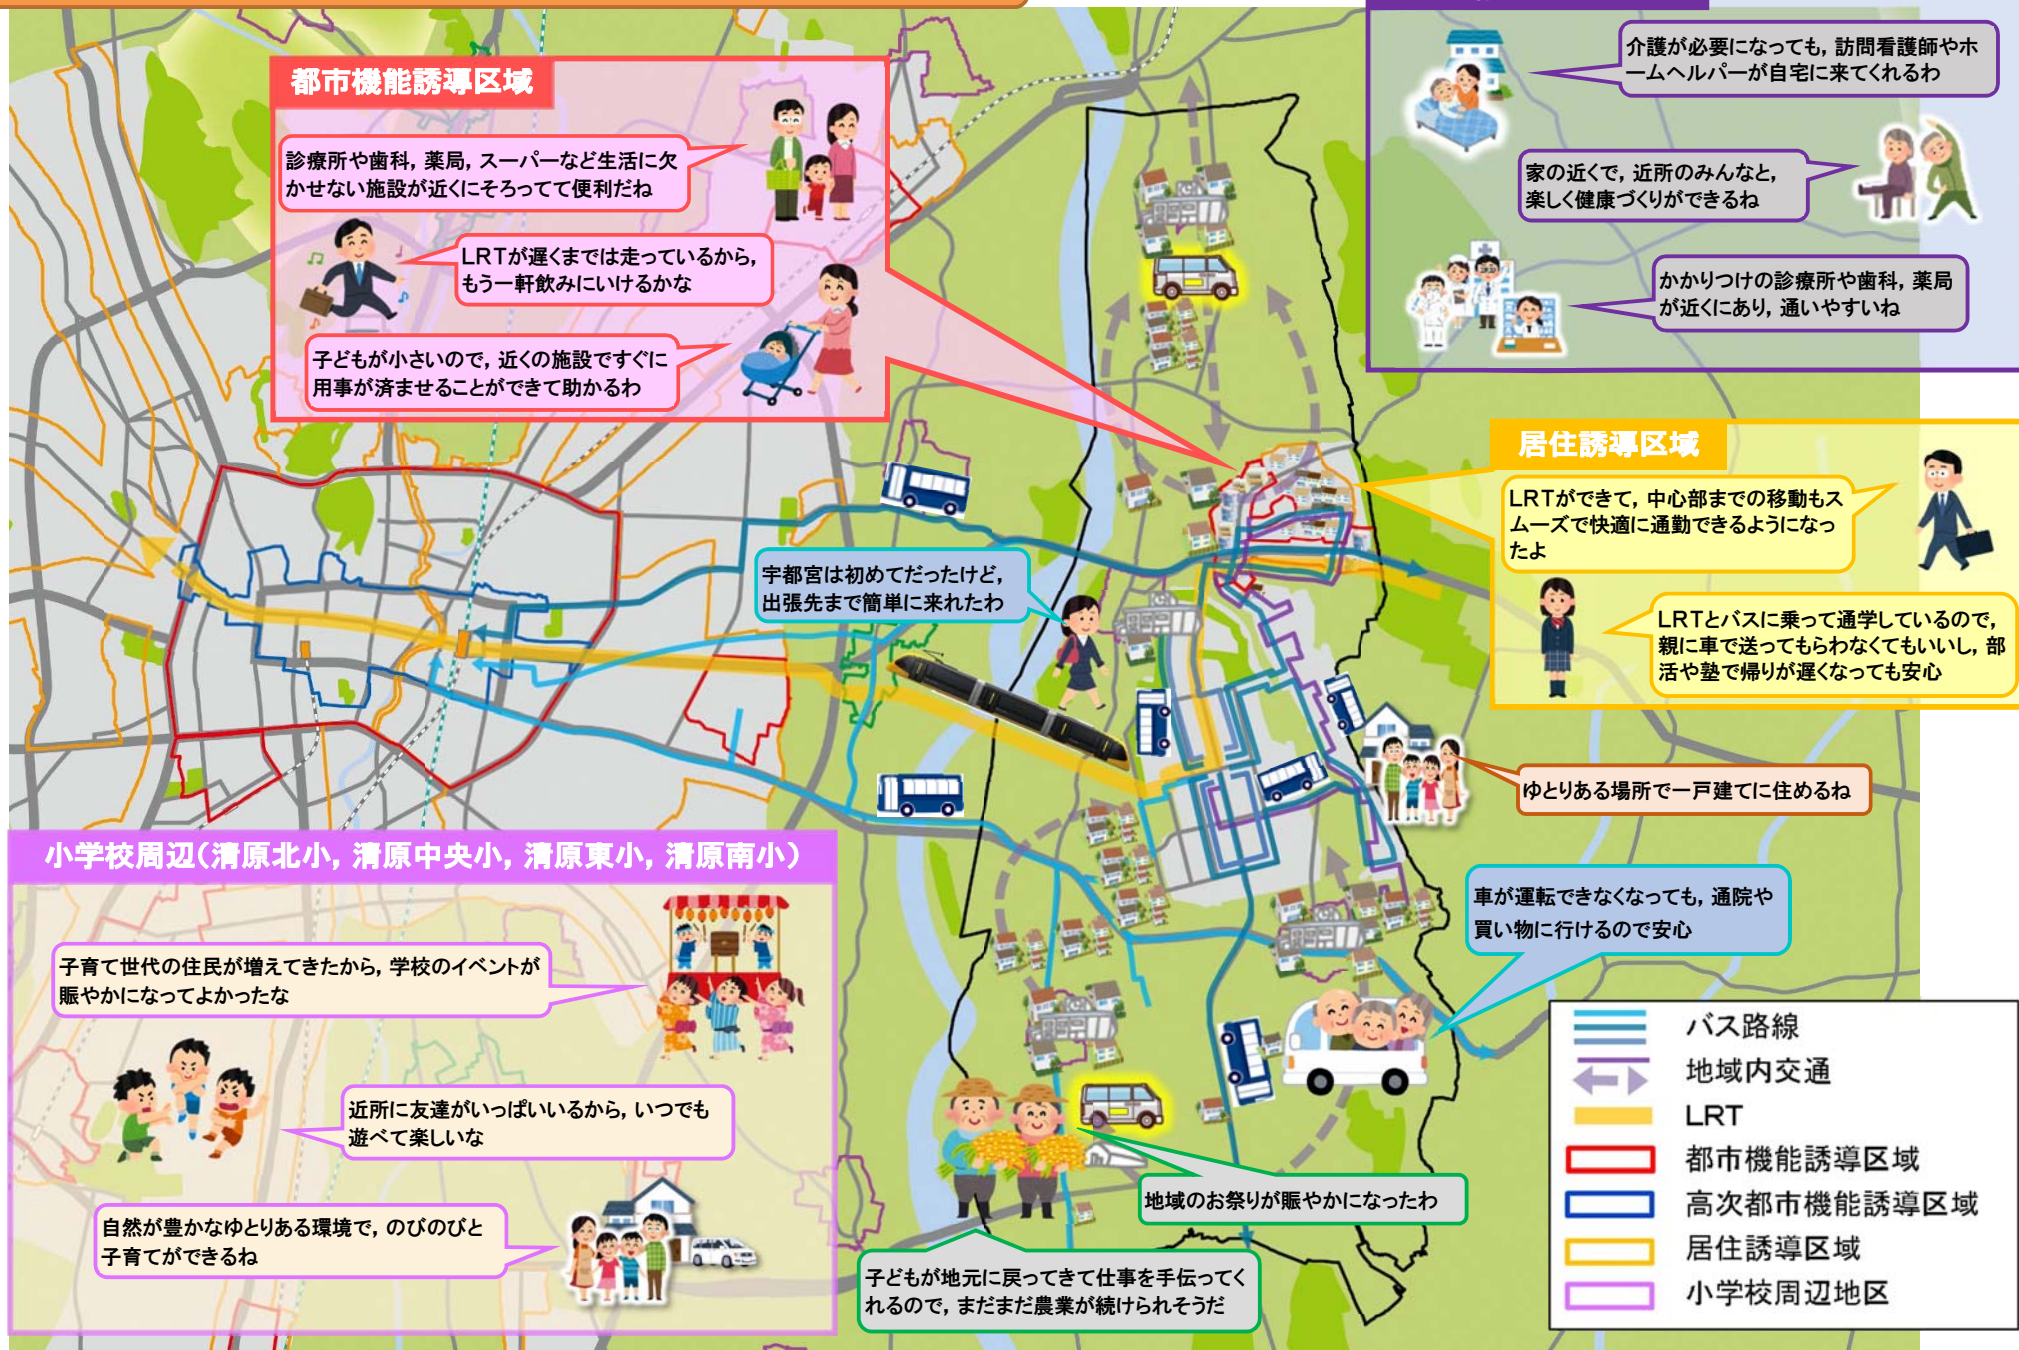 都市機能誘導区域
診療所や歯科，薬局，スーパーなど生活に欠
かせない施設が近くにそろってて便利だね
LRTが遅くまでは走っているから，
もう一軒飲みにいけるかな
子どもが小さいので，近くの施設ですぐに
用事が済ませることができて助かるわ
介護が必要になっても，訪問看護師やホ
ームヘルパーが自宅に来てくれるわ
家の近くで，近所のみんなと，
楽しく健康づくりができるね
かかりつけの診療所や歯科，薬局
が近くにあり，通いやすいね
居住誘導区域
LRTができて，中心部までの移動もス
ムーズで快適に通勤できるようになっ
たよ
LRTとバスに乗って通学しているので，
親に車で送ってもらわなくてもいいし，部
活や塾で帰りが遅くなっても安心
宇都宮は初めてだったけど，
出張先まで簡単に来れたわ
ゆとりある場所で一戸建てに住めるね
小学校周辺（清原北小，清原中央小，清原東小，清原南小）
子育て世代の住民が増えてきたから，学校のイベントが
賑やかになってよかったな
近所に友達がいっぱいいるから，いつでも
遊べて楽しいな
自然が豊かなゆとりある環境で，のびのびと
子育てができるね
車が運転できなくなっても，通院や
買い物に行けるので安心
地域のお祭りが賑やかになったわ
子どもが地元に戻ってきて仕事を手伝ってく
れるので，まだまだ農業が続けられそうだ
バス路線
地域内交通
LRT
都市機能誘導区域
高次都市機能誘導区域
居住誘導区域
小学校周辺地区